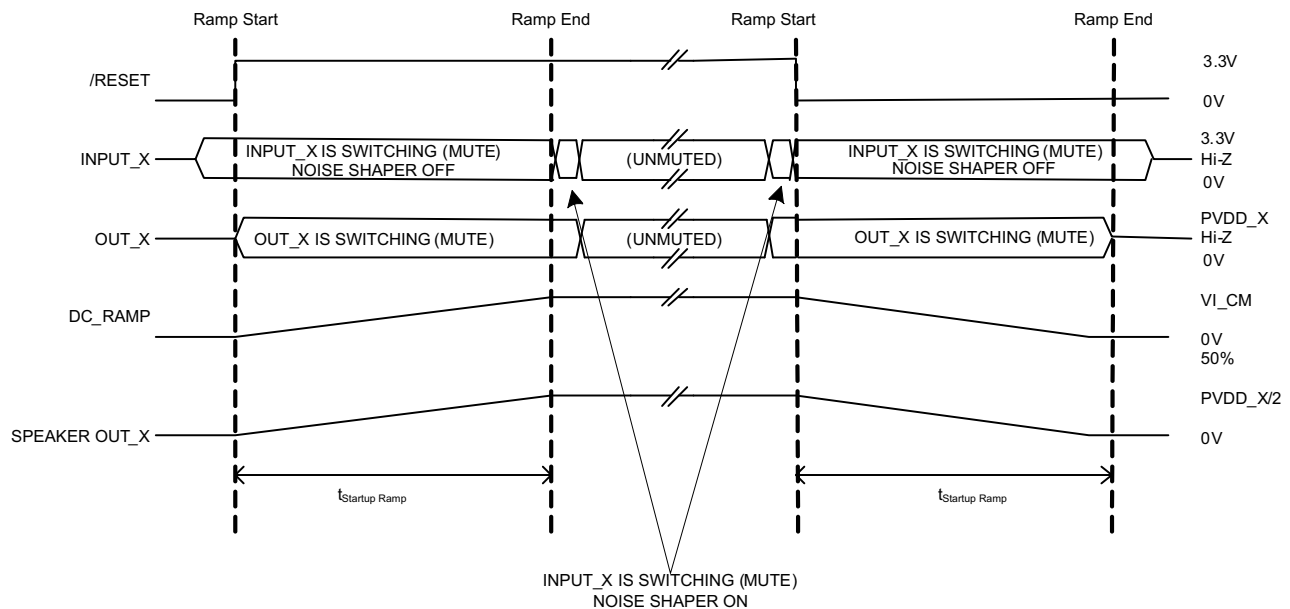 Ramp Start
Ramp End
Ramp Start
Ramp End
/RESET
3.3V
0V
INPUT_X
INPUT_X IS SWITCHING (MUTE)
NOISE SHAPER OFF
(UNMUTED)
INPUT_X IS SWITCHING (MUTE)
NOISE SHAPER OFF
3.3V
Hi-Z
0V
OUT_X
OUT_X IS SWITCHING (MUTE)
(UNMUTED)
OUT_X IS SWITCHING (MUTE)
PVDD_X
Hi-Z
0V
DC_RAMP
VI_CM
0V
50%
SPEAKER OUT_X
PVDD_X/2
0V
tStartup Ramp
tStartup Ramp
INPUT_X IS SWITCHING (MUTE)
NOISE SHAPER ON